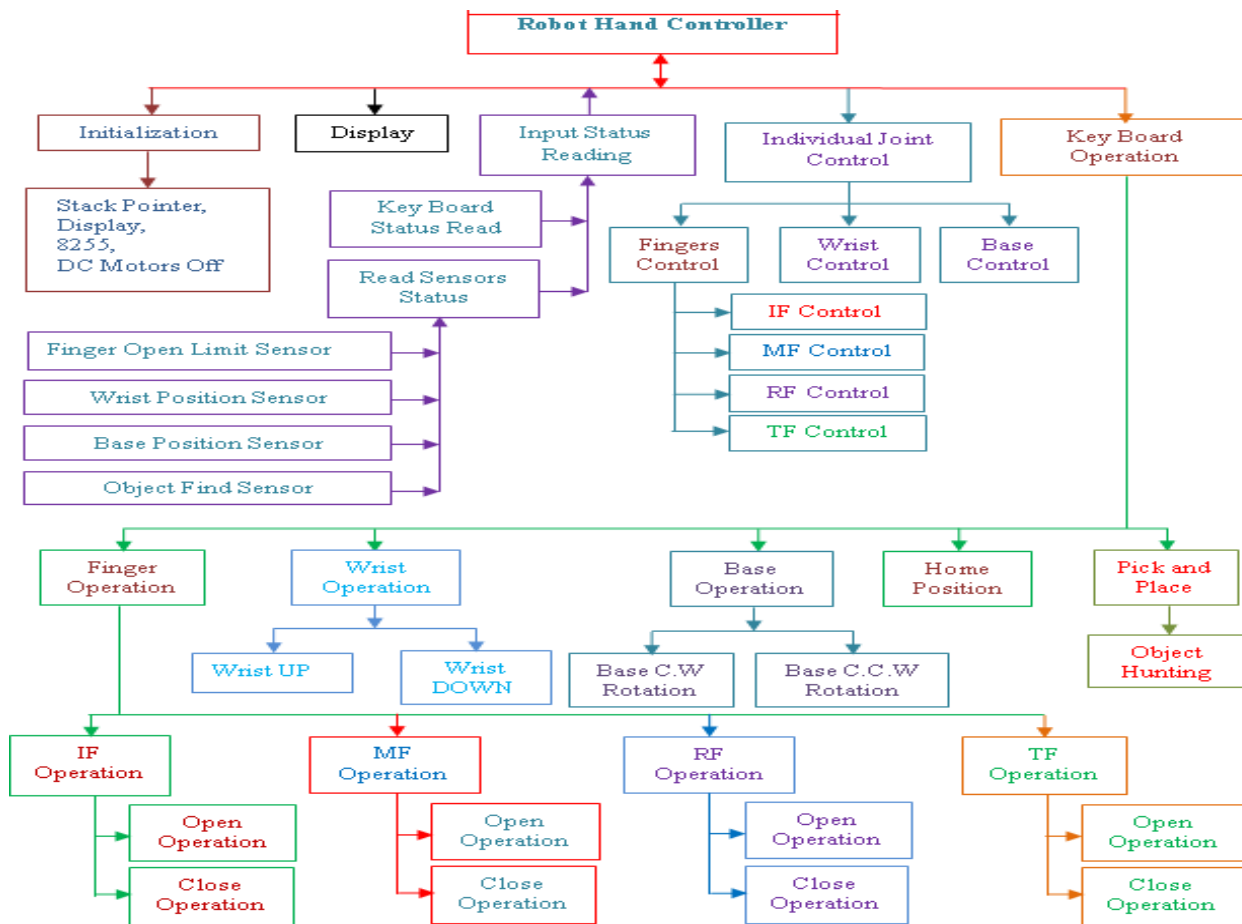 Robot Hand Controller
Initialization
Display
Input Status
Reading
Individual Joint
Control
Key Board
Operation
Stack Pointer,
Display,
8255,
DC Motors Off
Key Board
Status Read
Read Sensors
Status
Fingers
Control
Wrist
Control
Base
Control
IF Control
MF Control
RF Control
TF Control
Finger Open Limit Sensor
Wrist Position Sensor
Base Position Sensor
Object Find Sensor
Finger
Operation
Wrist
Operation
Base
Operation
Home
Position
Pick and
Place
Wrist UP
Wrist
DOWN
Base C.W
Rotation
Base C.C.W
Rotation
Object
Hunting
IF
Operation
MF
Operation
RF
Operation
TF
Operation
Open
Operation
Open
Operation
Open
Operation
Open
Operation
Close
Operation
Close
Operation
Close
Operation
Close
Operation